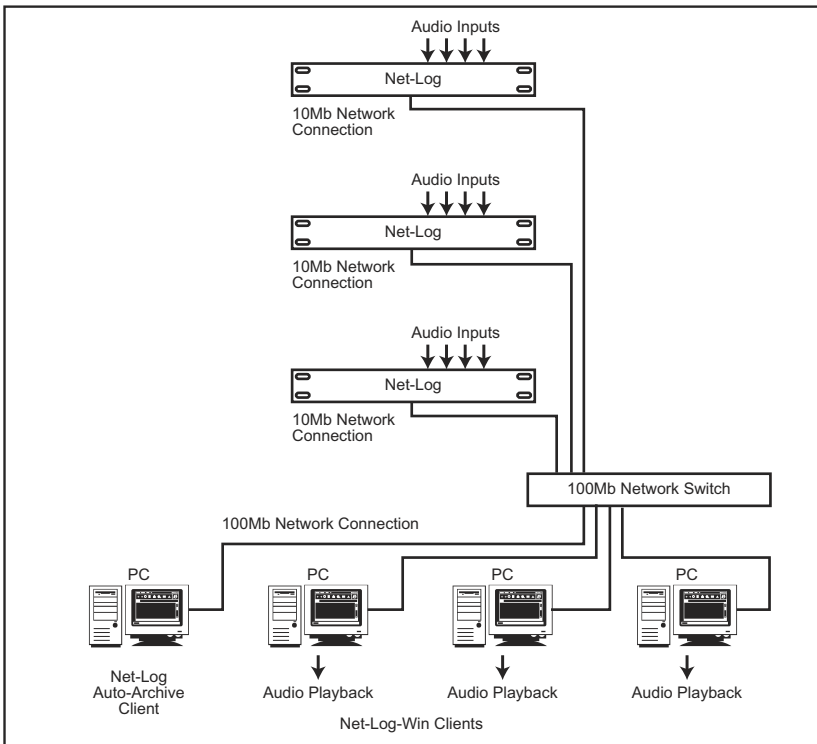 Audio Inputs
Net-Log
10Mb Network
Connection
Audio Inputs
Net-Log
10Mb Network
Connection
Audio Inputs
Net-Log
10Mb Network
Connection
100Mb Network Switch
100Mb Network Connection
PC
PC
PC
PC
Net-Log
Auto-Archive
Client
Audio Playback
Audio Playback
Audio Playback
Net-Log-Win Clients